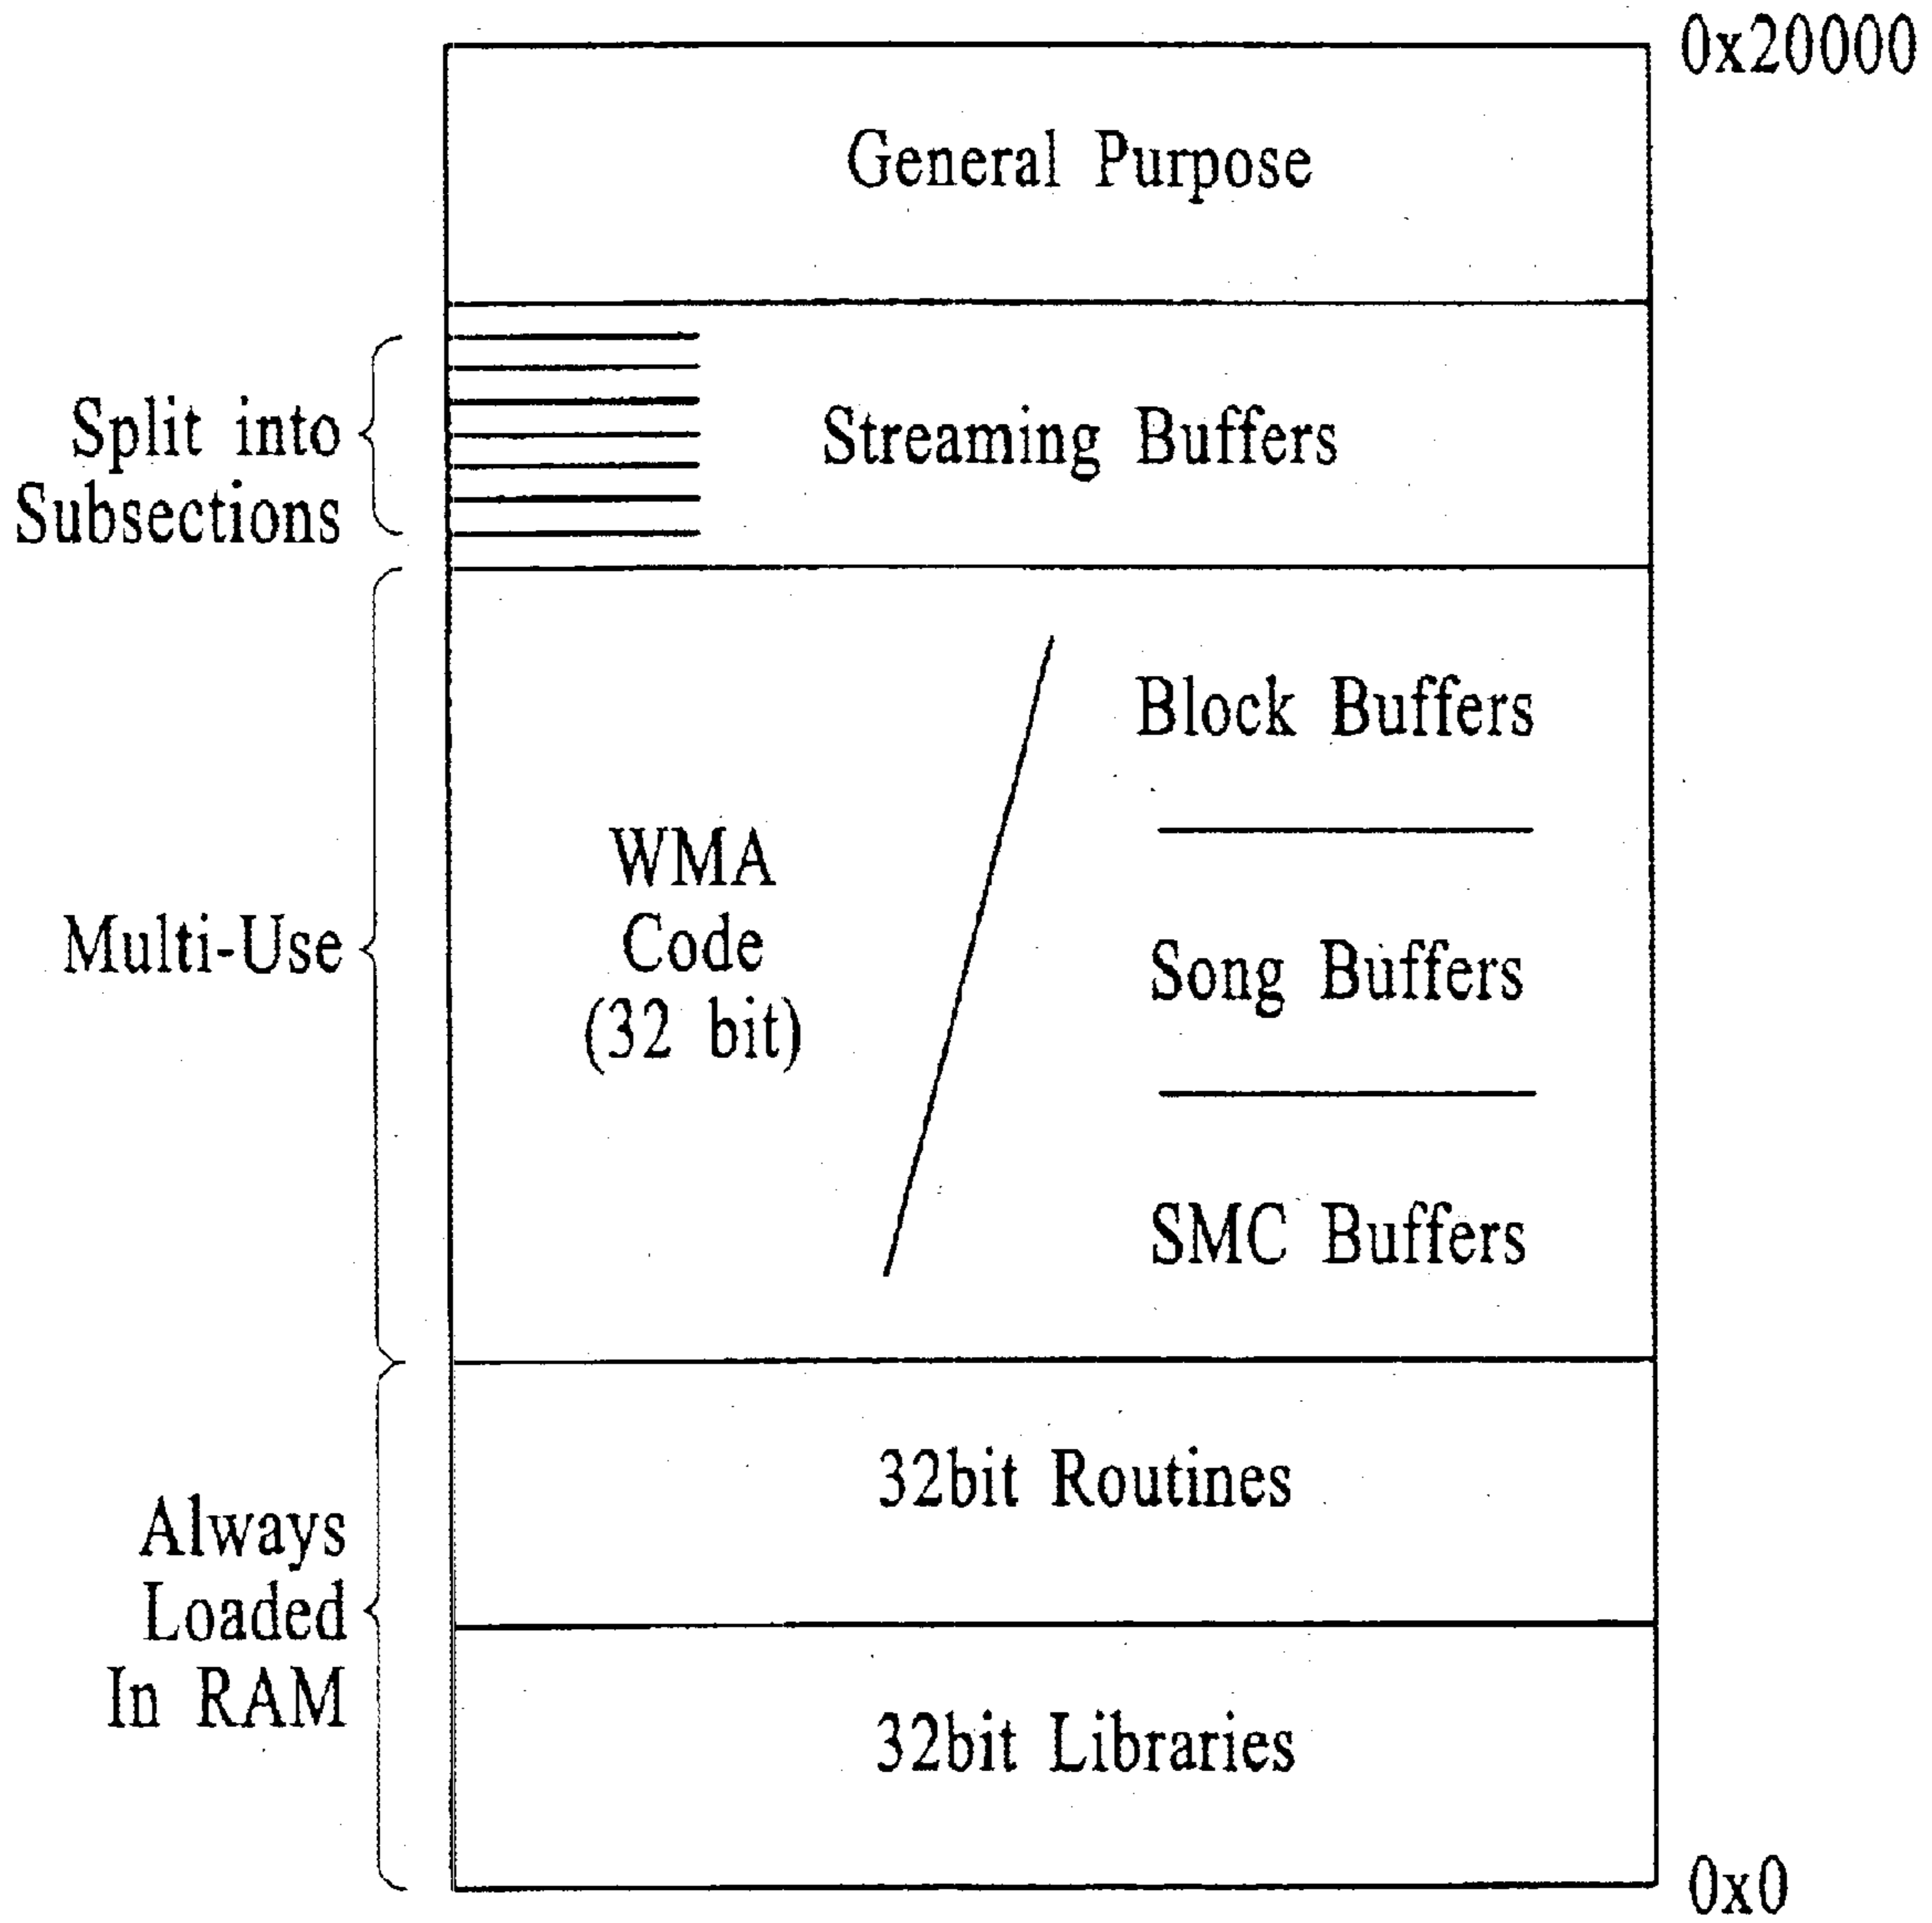 0x20000
General Purpose
Split into
Subsections
Streaming Buffers
Multi-Use
WMA
Code
(32 bit)
Block Buffers
Song Buffers
SMC Buffers
Always
Loaded
In RAM
32bit Routines
32bit Libraries
0x0